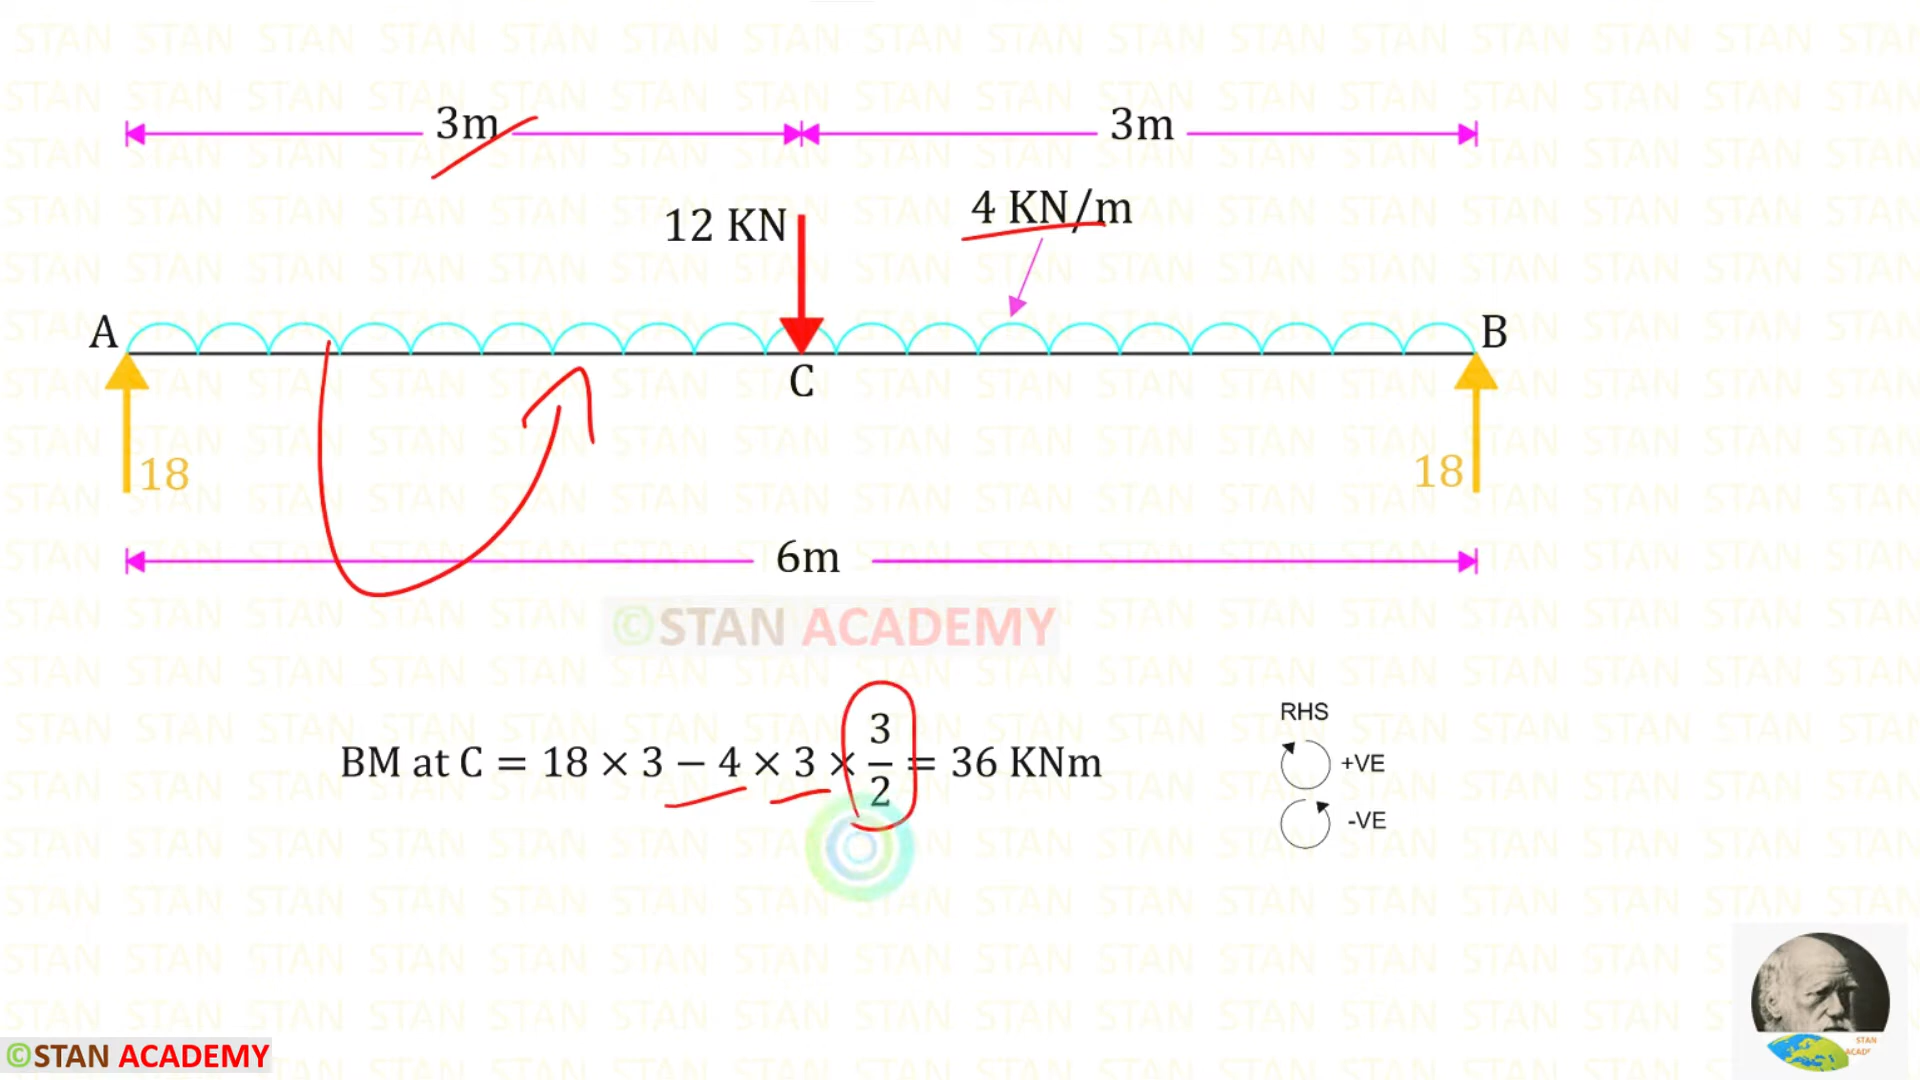 3m 3m
12 KN 4 KN/m
A B
C
18 18
6m
©STAN ACADEMY
BM at C = 18 × 3 − 4 × 3 × 3/2 = 36 KNm
RHS
+VE
-VE
©STAN ACADEMY
STAN